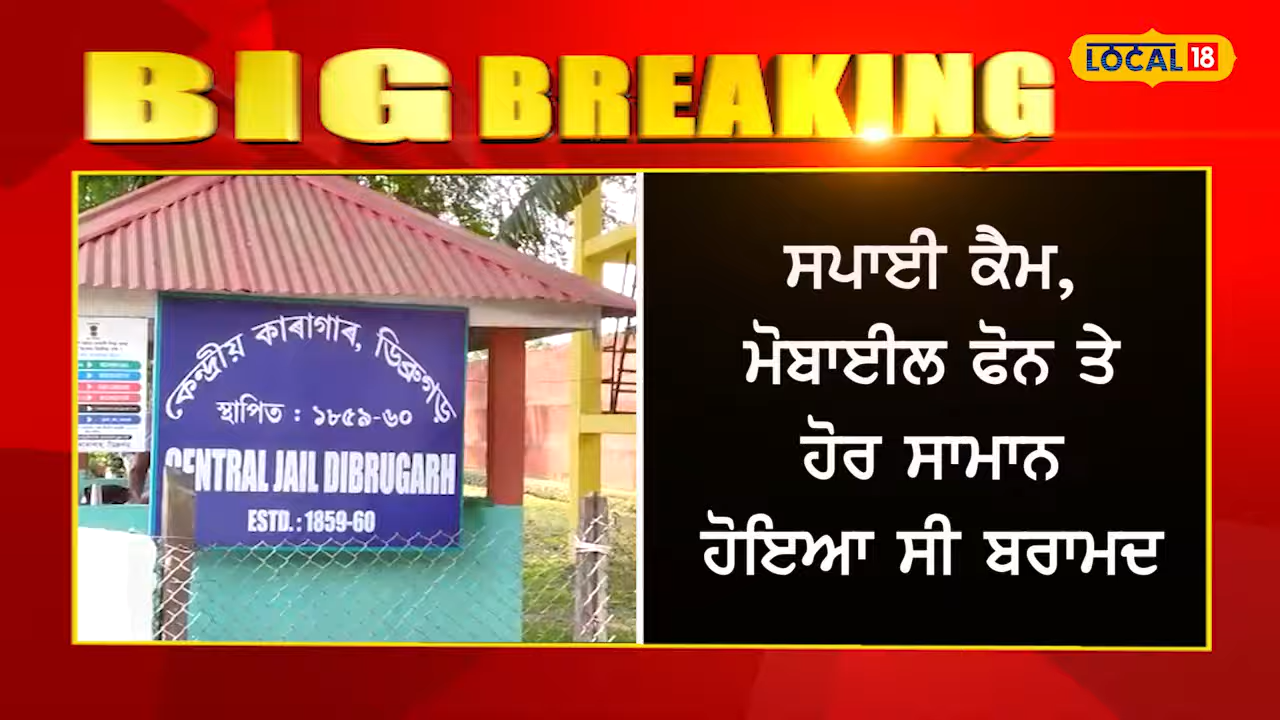 BIG BREAKING
LOCAL 18
কেন্দ্ৰীয় কাৰাগাৰ, ডিব্ৰুগড়
স্থাপিত : ১৮৫৯-৬০
CENTRAL JAIL DIBRUGARH
ESTD. : 1859-60
ਸਪਾਈ ਕੈਮ,
ਮੋਬਾਈਲ ਫੋਨ ਤੇ
ਹੋਰ ਸਾਮਾਨ
ਹੋਇਆ ਸੀ ਬਰਾਮਦ